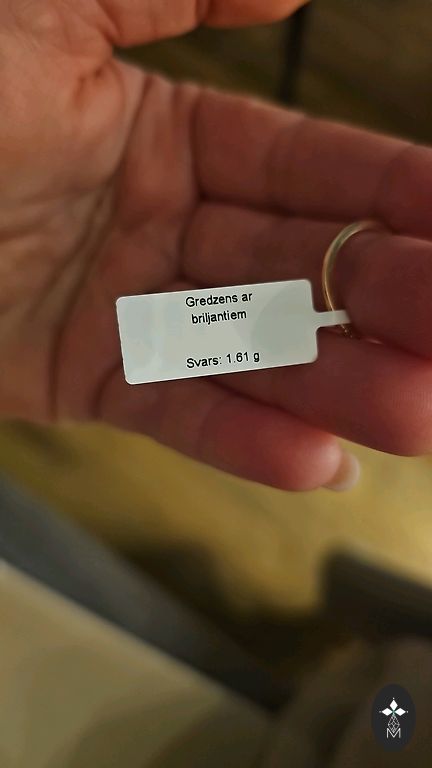 Gredzens ar
briljantiem
Svars: 1.61 g
M